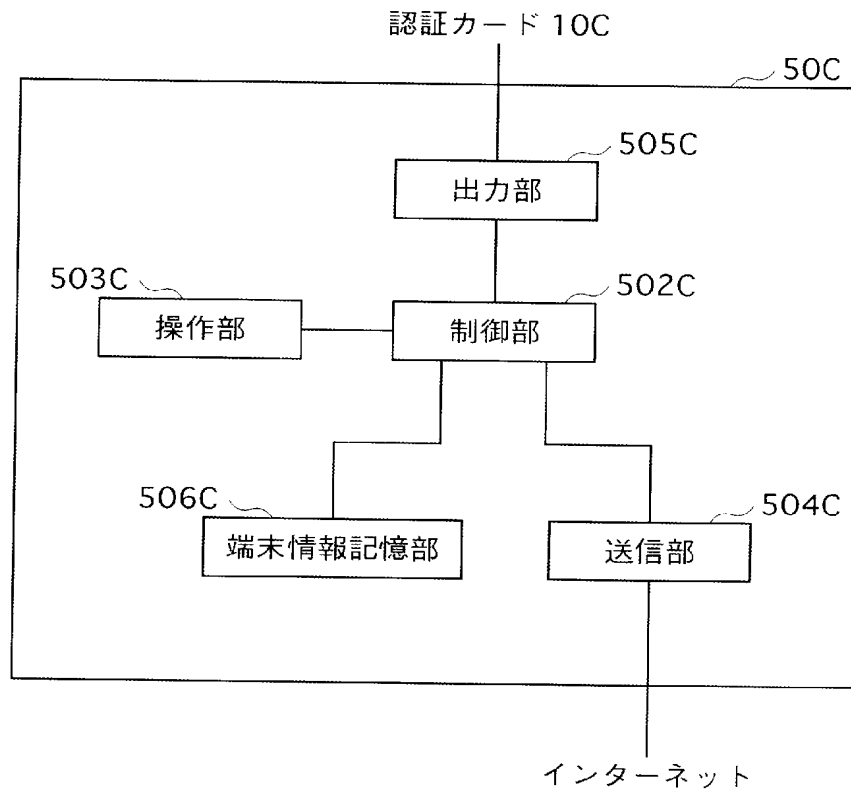 認証カード 10C
50C
505C
出力部
503C
502C
操作部
制御部
506C
504C
端末情報記憶部
送信部
インターネット